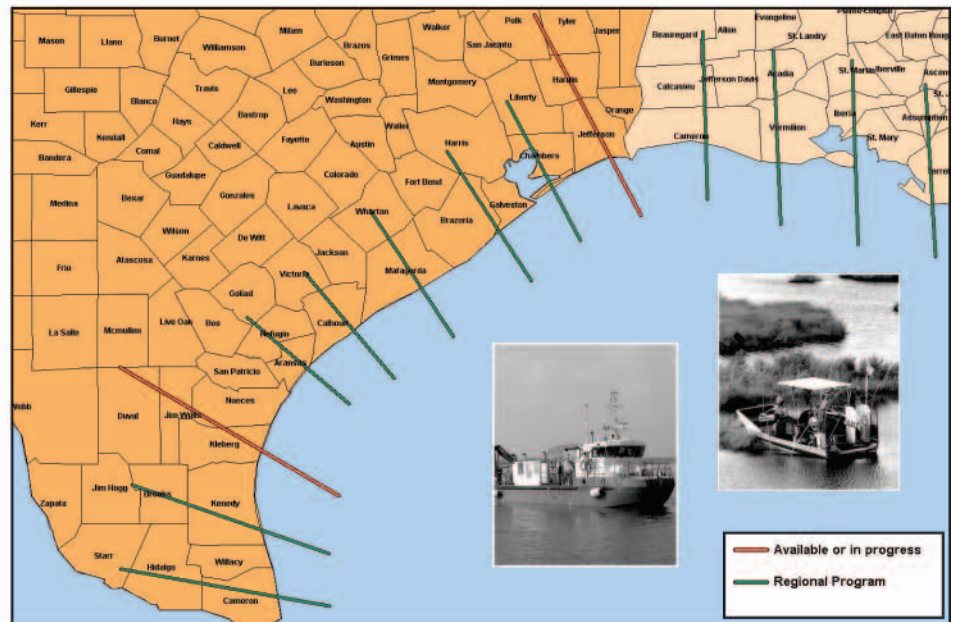 Polk
Tyler
Evangeline
Walker
Milam
Jasper
Beauregard
Allen
St. Landry
Mason
Llano
Burnet
Williamson
Brazos
Grimes
San Jacinto
East Baton Roug
Burleson
Hardin
Jefferson Davis
Acadia
St. Martin
Iberville
Ascens
Gillespie
Travis
Lee
Montgomery
Calcasieu
Blanco
Washington
Liberty
Orange
Iberia
Assumption
Kerr
Hays
Bastrop
Waller
Jefferson
Cameron
Vermilion
St. Mary
Kendall
Comal
Caldwell
Fayette
Austin
Harris
Bandera
Chambers
Terreb
Guadalupe
Colorado
Fort Bend
Medina
Bexar
Gonzales
Lavaca
Wharton
Galveston
Brazoria
Wilson
De Witt
Jackson
Frio
Atascosa
Karnes
Victoria
Matagorda
Goliad
La Salle
Mcmullen
Live Oak
Bee
Refugio
Calhoun
Aransas
San Patricio
Nueces
Webb
Duval
Jim Wells
Kleberg
Jim Hogg
Brooks
Kenedy
Zapata
Starr
Hidalgo
Willacy
Cameron
Available or in progress
Regional Program